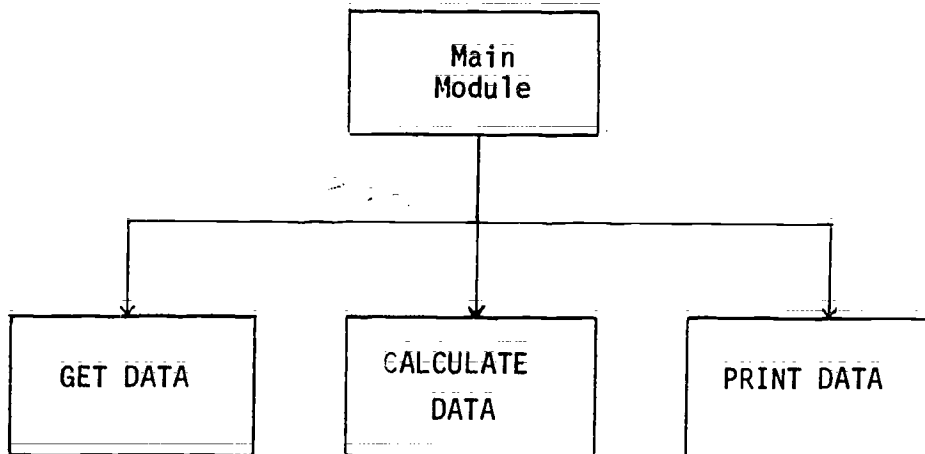 Main
Module
GET DATA
CALCULATE
DATA
PRINT DATA